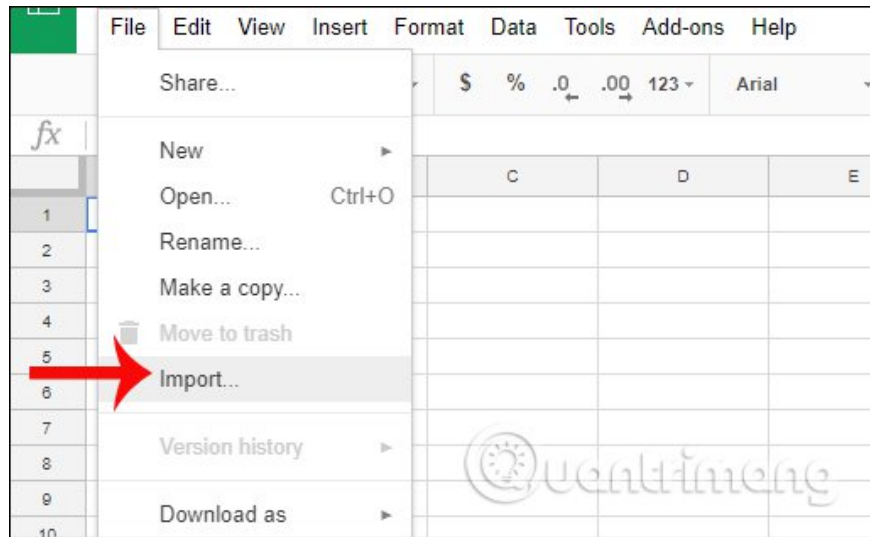 File Edit View Insert Format Data Tools Add-ons Help
Share... $ % .0 .00 123 Arial
fx
New
C D E
Open... Ctrl+O
1
Rename...
2
Make a copy...
3
Move to trash
4
5
Import...
6
7
Version history
8
Quantrimang
9
Download as
10